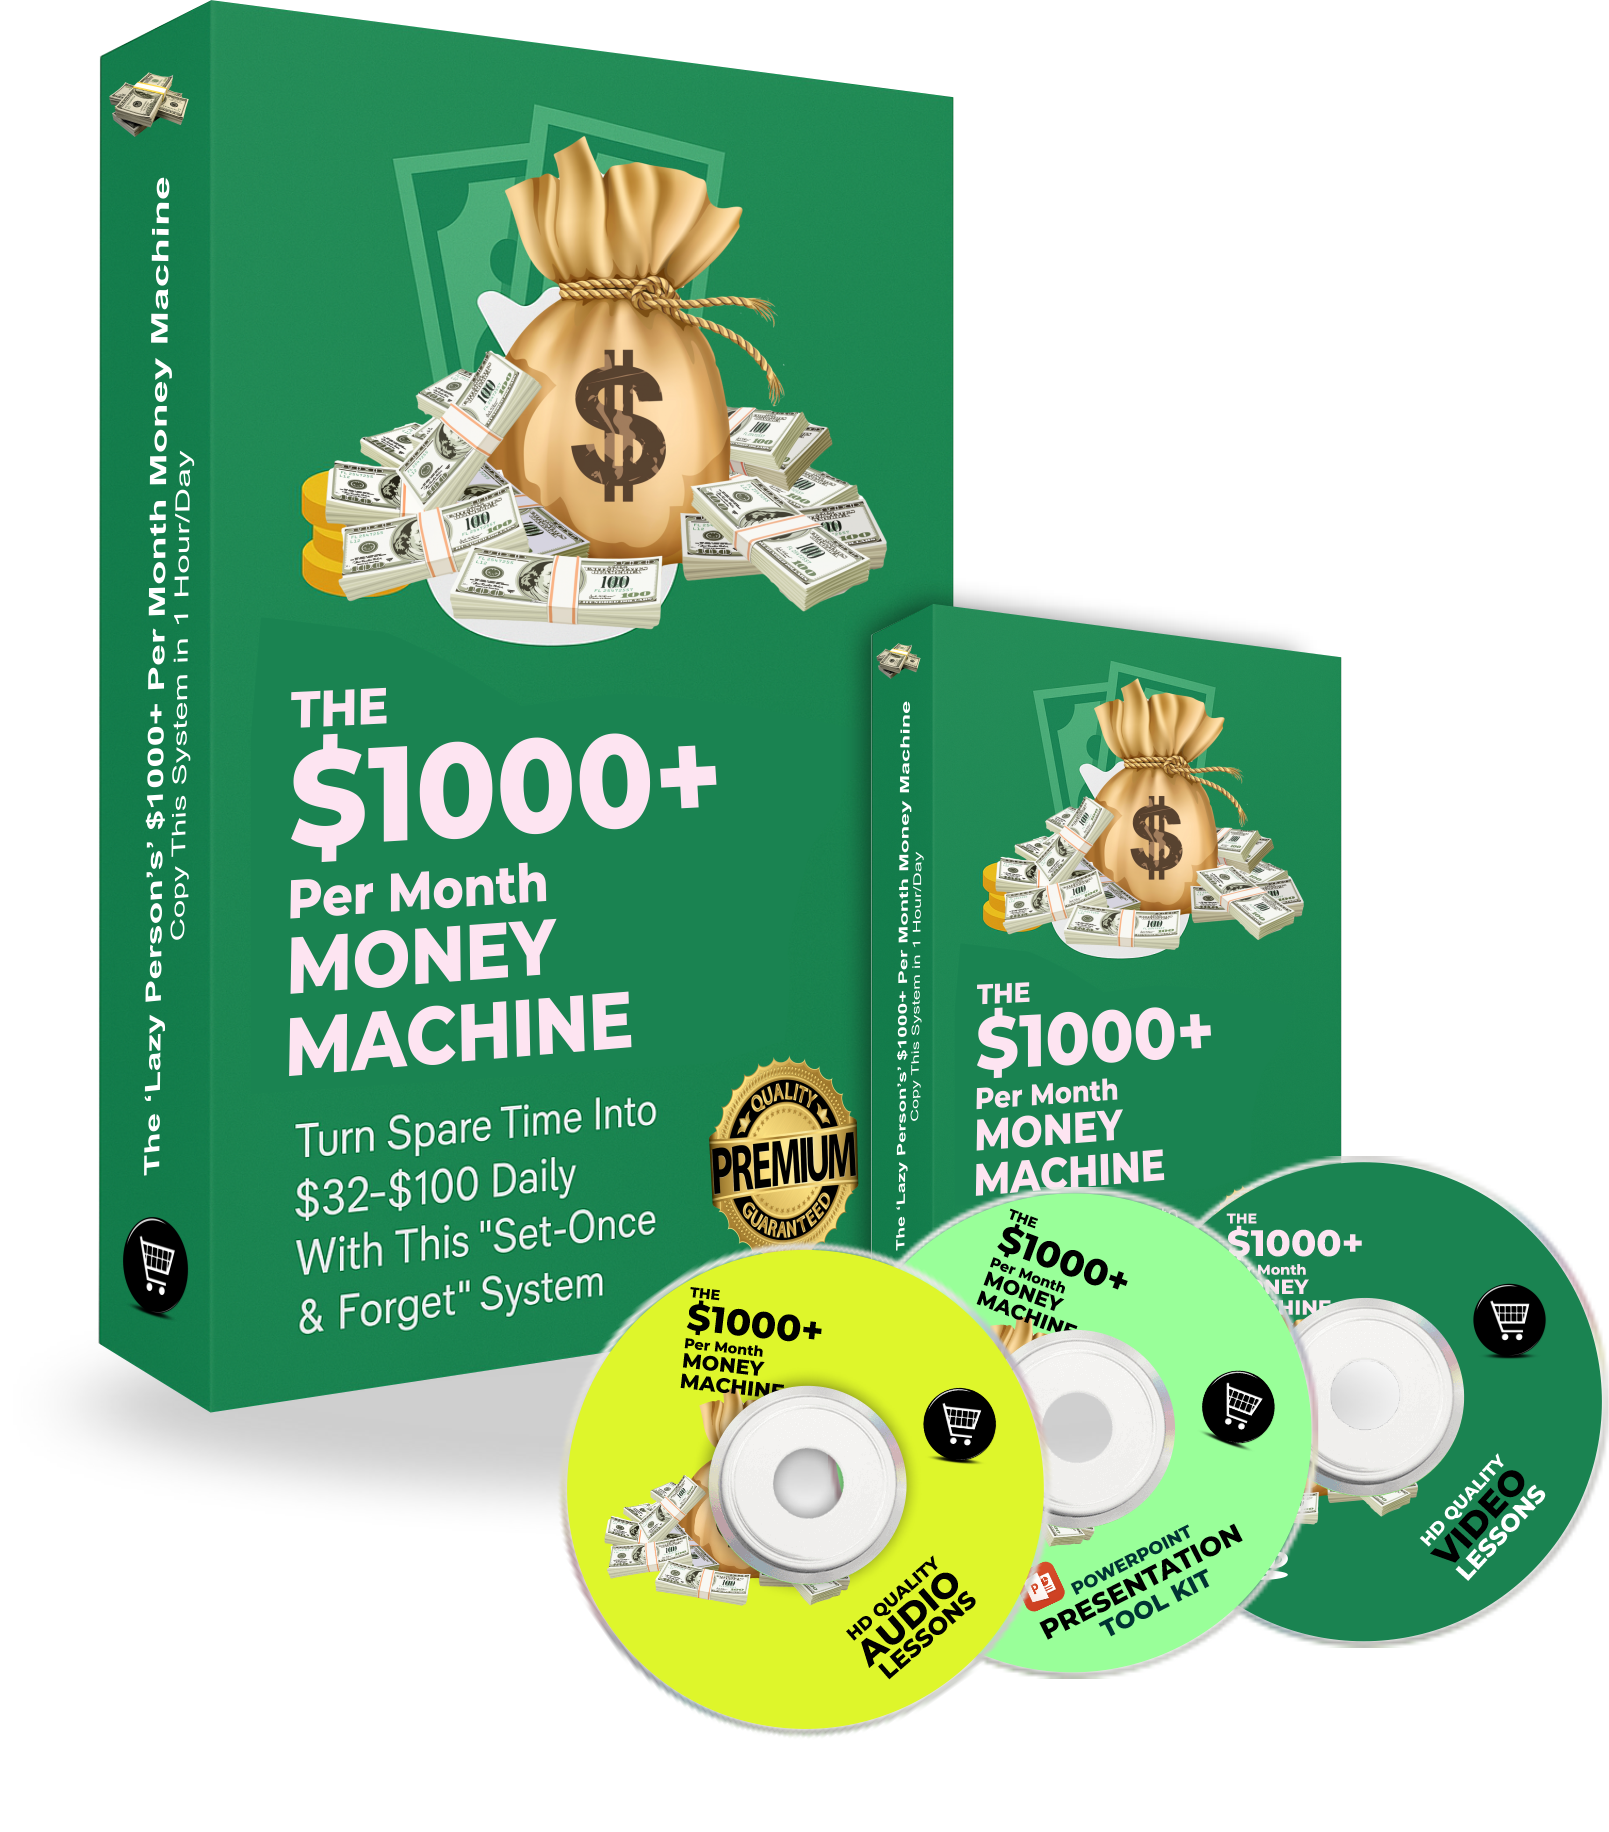 The ‘Lazy Person’s’ $1000+ Per Month Money Machine
Copy This System in 1 Hour/Day
THE
$1000+
Per Month
MONEY
MACHINE
Turn Spare Time Into
$32-$100 Daily
With This "Set-Once
& Forget" System
QUALITY
PREMIUM
GUARANTEED
The ‘Lazy Person’s’ $1000+ Per Month Money Machine
Copy This System in 1 Hour/Day
THE
$1000+
Per Month
MONEY
MACHINE
THE
$1000+
Per Month
MONEY
MACHINE
HD QUALITY
AUDIO
LESSONS
THE
$1000+
Per Month
MONEY
MACHINE
P
POWERPOINT
PRESENTATION
TOOL KIT
THE
$1000+
Month
HD QUALITY
VIDEO
LESSONS